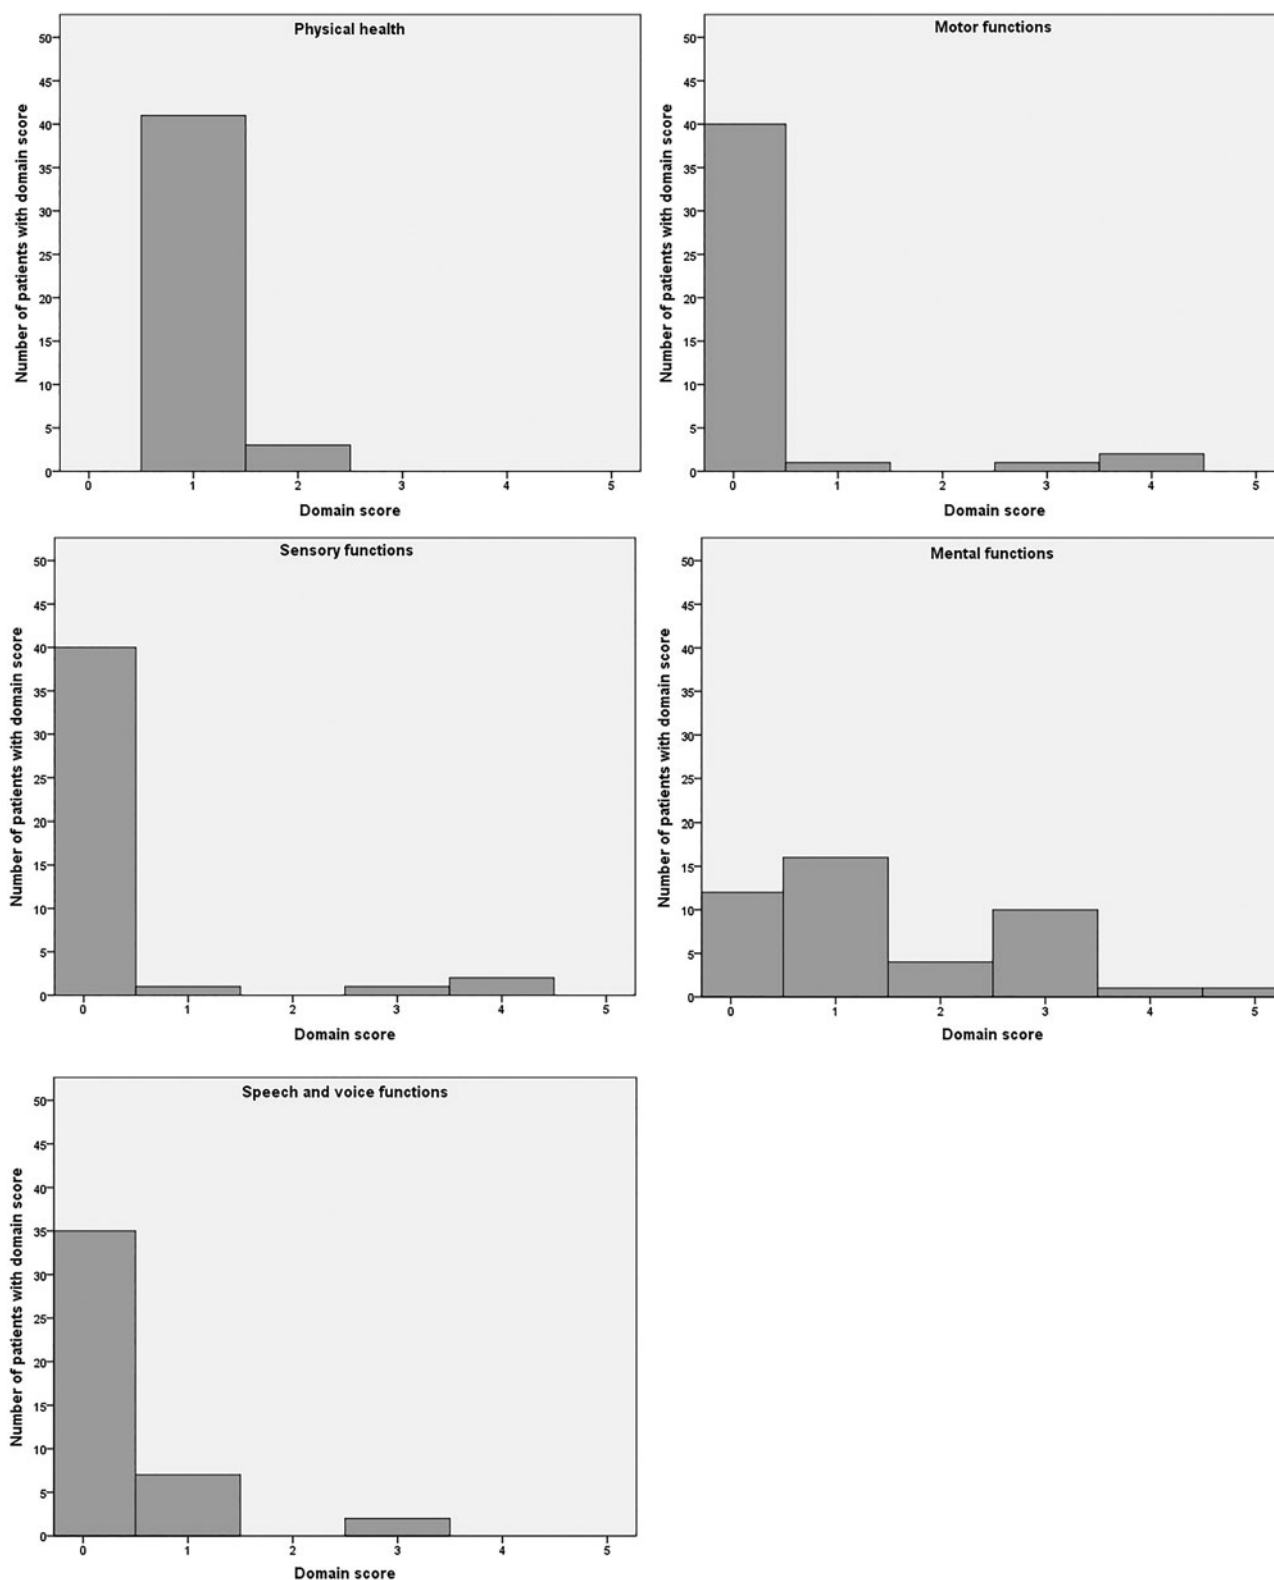 Physical health
Number of patients with domain score
50
45
40
35
30
25
20
15
10
5
0
0 1 2 3 4 5
Domain score
Motor functions
Number of patients with domain score
50
45
40
35
30
25
20
15
10
5
0
0 1 2 3 4 5
Domain score
Sensory functions
Number of patients with domain score
50
45
40
35
30
25
20
15
10
5
0
0 1 2 3 4 5
Domain score
Mental functions
Number of patients with domain score
50
45
40
35
30
25
20
15
10
5
0
0 1 2 3 4 5
Domain score
Speech and voice functions
Number of patients with domain score
50
45
40
35
30
25
20
15
10
5
0
0 1 2 3 4 5
Domain score